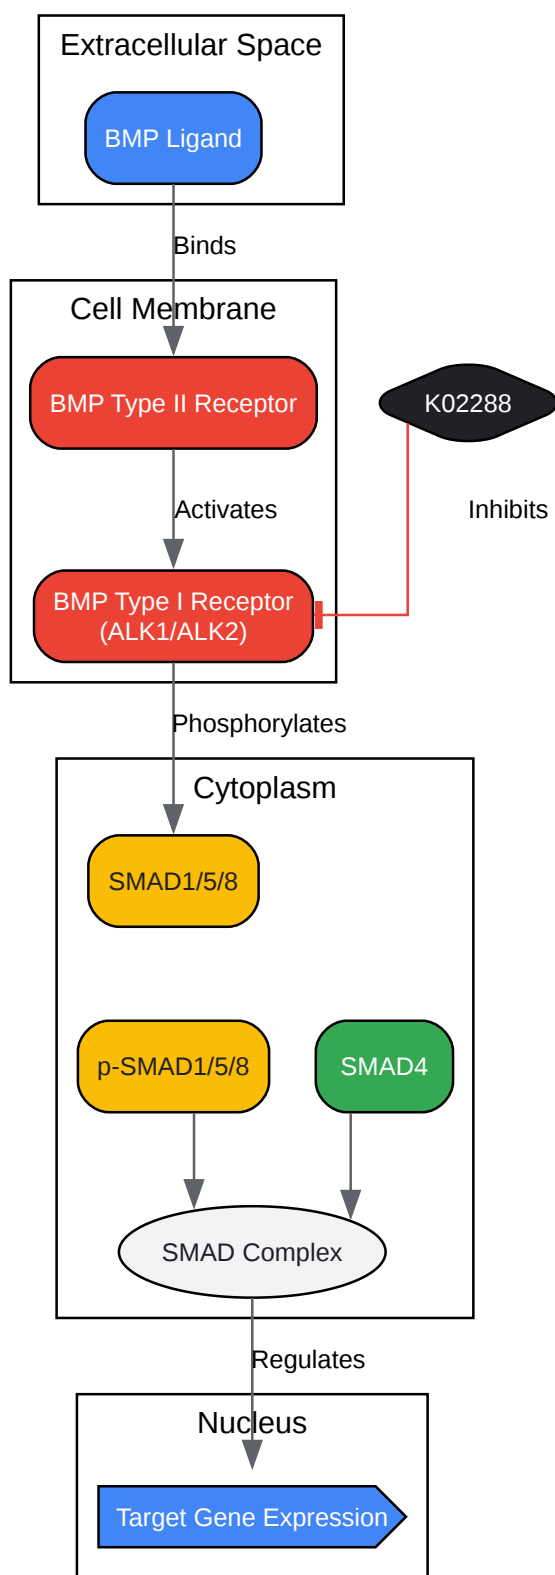 Extracellular Space
BMP Ligand
Binds
Cell Membrane
BMP Type II Receptor
K02288
Activates
Inhibits
BMP Type I Receptor
(ALK1/ALK2)
Phosphorylates
Cytoplasm
SMAD1/5/8
p-SMAD1/5/8
SMAD4
SMAD Complex
Regulates
Nucleus
Target Gene Expression